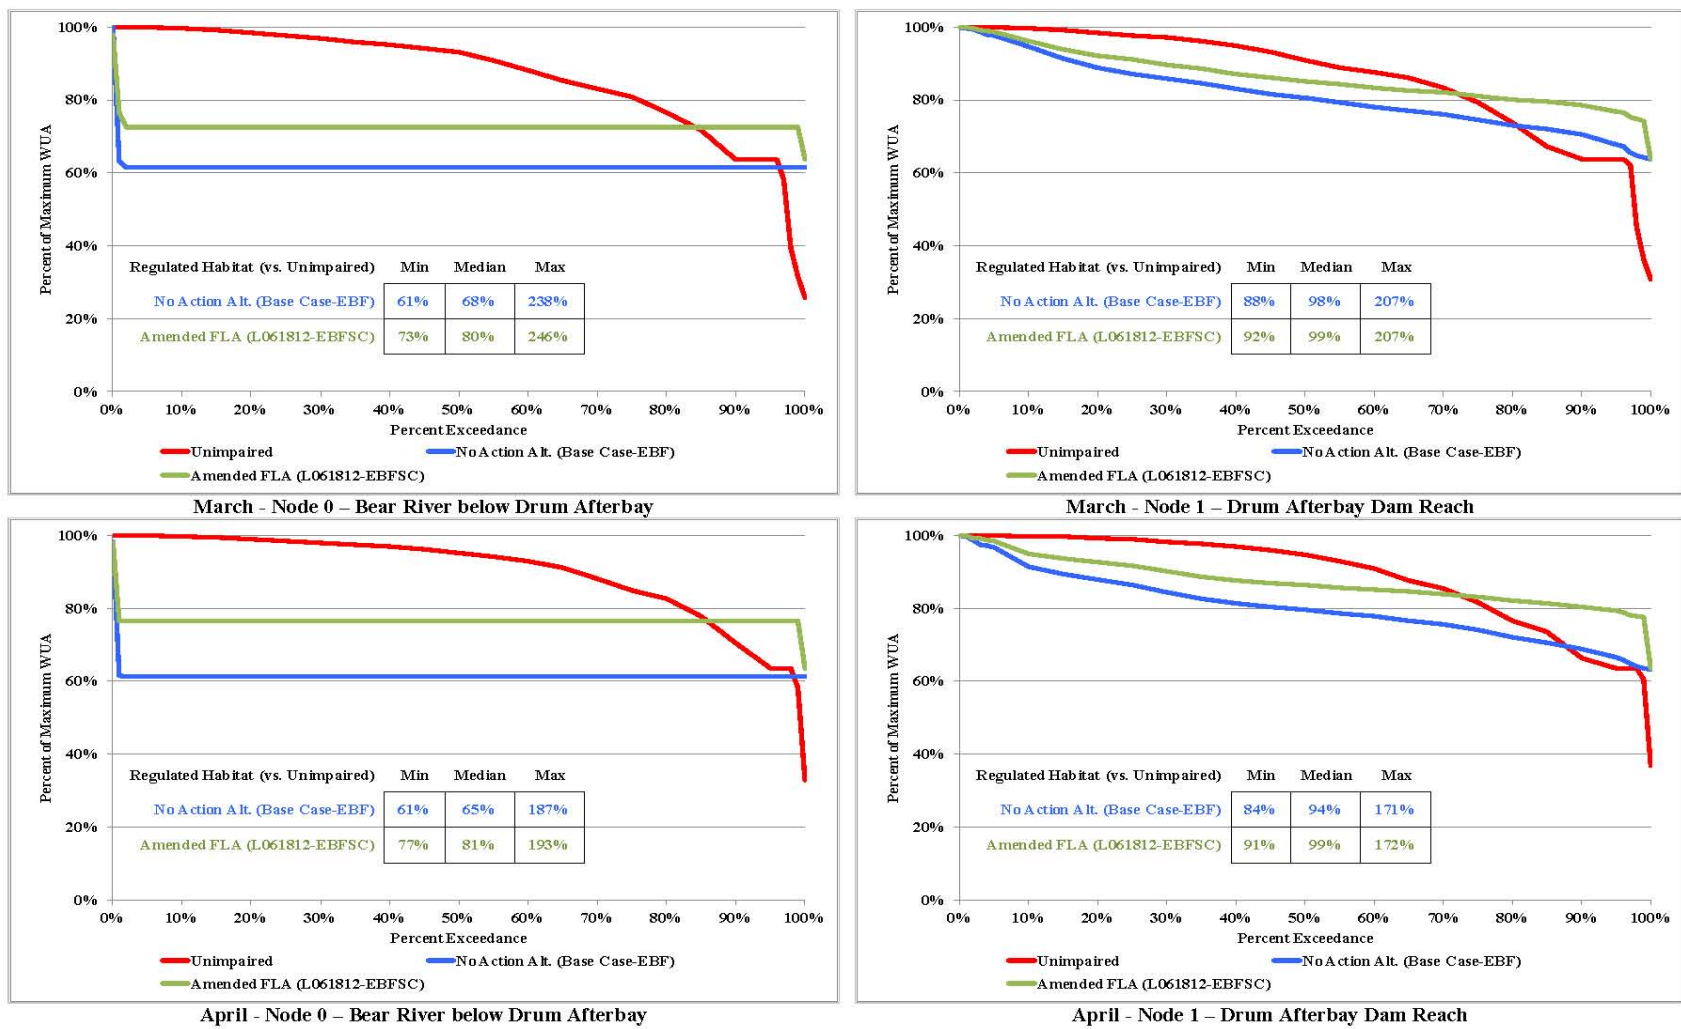 100%
80%
60%
40%
20%
0%
Percent of Maximum WUA
Regulated Habitat (vs. Unimpaired) Min Median Max
No Action Alt. (Base Case-EBF) 61% 68% 238%
Amended FLA (L061812-EBFSC) 73% 80% 246%
0% 10% 20% 30% 40% 50% 60% 70% 80% 90% 100%
Percent Exceedance
Unimpaired No Action Alt. (Base Case-EBF)
Amended FLA (L061812-EBFSC)
March - Node 0 – Bear River below Drum Afterbay
100%
80%
60%
40%
20%
0%
Percent of Maximum WUA
Regulated Habitat (vs. Unimpaired) Min Median Max
No Action Alt. (Base Case-EBF) 88% 98% 207%
Amended FLA (L061812-EBFSC) 92% 99% 207%
0% 10% 20% 30% 40% 50% 60% 70% 80% 90% 100%
Percent Exceedance
Unimpaired No Action Alt. (Base Case-EBF)
Amended FLA (L061812-EBFSC)
March - Node 1 – Drum Afterbay Dam Reach
100%
80%
60%
40%
20%
0%
Percent of Maximum WUA
Regulated Habitat (vs. Unimpaired) Min Median Max
No Action Alt. (Base Case-EBF) 61% 65% 187%
Amended FLA (L061812-EBFSC) 77% 81% 193%
0% 10% 20% 30% 40% 50% 60% 70% 80% 90% 100%
Percent Exceedance
Unimpaired No Action Alt. (Base Case-EBF)
Amended FLA (L061812-EBFSC)
April - Node 0 – Bear River below Drum Afterbay
100%
80%
60%
40%
20%
0%
Percent of Maximum WUA
Regulated Habitat (vs. Unimpaired) Min Median Max
No Action Alt. (Base Case-EBF) 84% 94% 171%
Amended FLA (L061812-EBFSC) 91% 99% 172%
0% 10% 20% 30% 40% 50% 60% 70% 80% 90% 100%
Percent Exceedance
Unimpaired No Action Alt. (Base Case-EBF)
Amended FLA (L061812-EBFSC)
April - Node 1 – Drum Afterbay Dam Reach